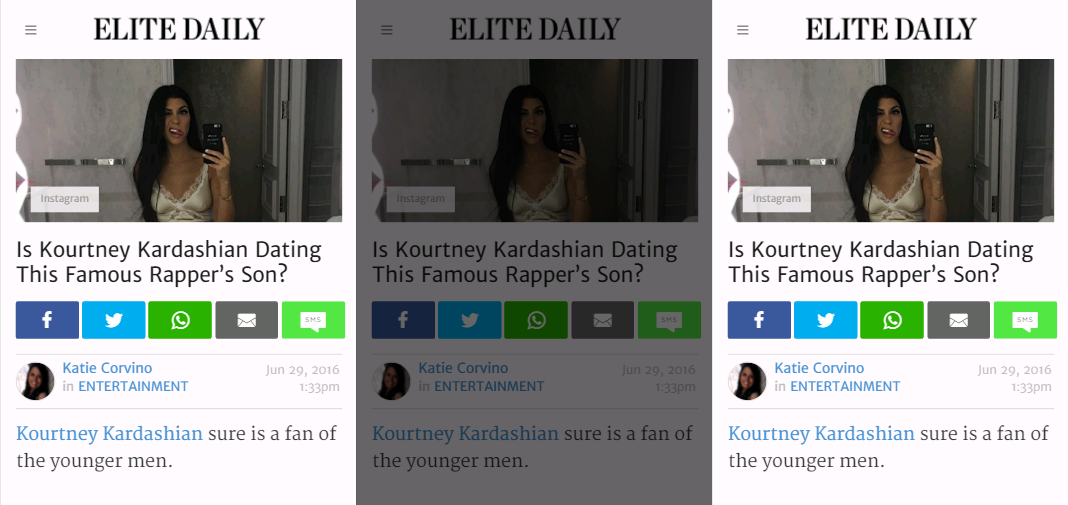 ELITE DAILY
Instagram
Is Kourtney Kardashian Dating
This Famous Rapper's Son?
SMS
Katie Corvino
in ENTERTAINMENT
Jun 29, 2016
1:33pm
Kourtney Kardashian sure is a fan of
the younger men.
ELITE DAILY
Instagram
Is Kourtney Kardashian Dating
This Famous Rapper's Son?
SMS
Katie Corvino
in ENTERTAINMENT
Jun 29, 2016
1:33pm
Kourtney Kardashian sure is a fan of
the younger men.
ELITE DAILY
Instagram
Is Kourtney Kardashian Dating
This Famous Rapper's Son?
SMS
Katie Corvino
in ENTERTAINMENT
Jun 29, 2016
1:33pm
Kourtney Kardashian sure is a fan of
the younger men.